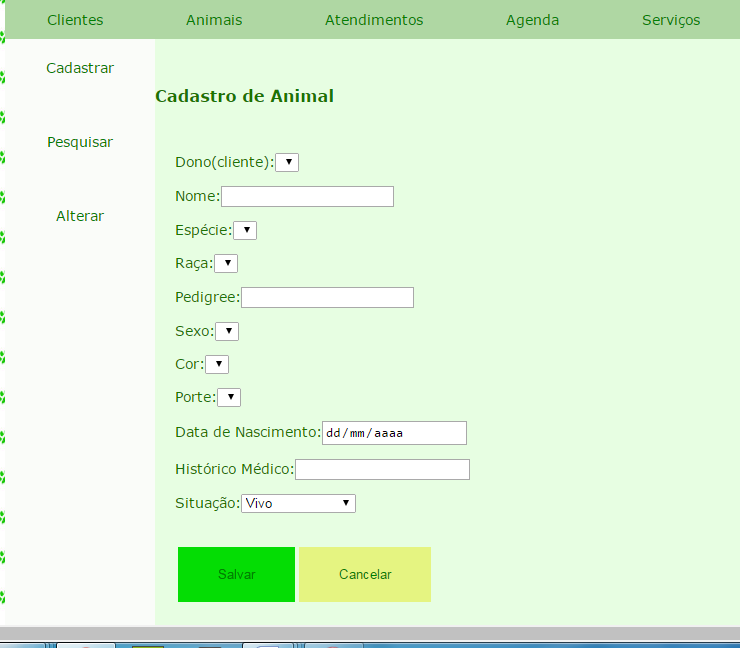 Clientes Animais Atendimentos Agenda Serviços
Cadastrar
Pesquisar
Alterar
Cadastro de Animal
Dono(cliente):
Nome:
Espécie:
Raça:
Pedigree:
Sexo:
Cor:
Porte:
Data de Nascimento: dd/mm/aaaa
Histórico Médico:
Situação: Vivo
Salvar Cancelar